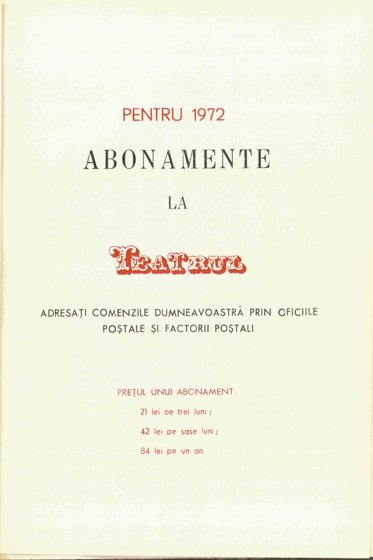 PENTRU 1972
ABONAMENTE
LA
TEATRUL
ADRESAȚI COMENZILE DUMNEAVOASTRĂ PRIN OFICIILE
POȘTALE ȘI FACTORII POȘTALI
PREȚUL UNUI ABONAMENT:
21 lei pe trei luni;
42 lei pe șase luni;
84 lei pe un an